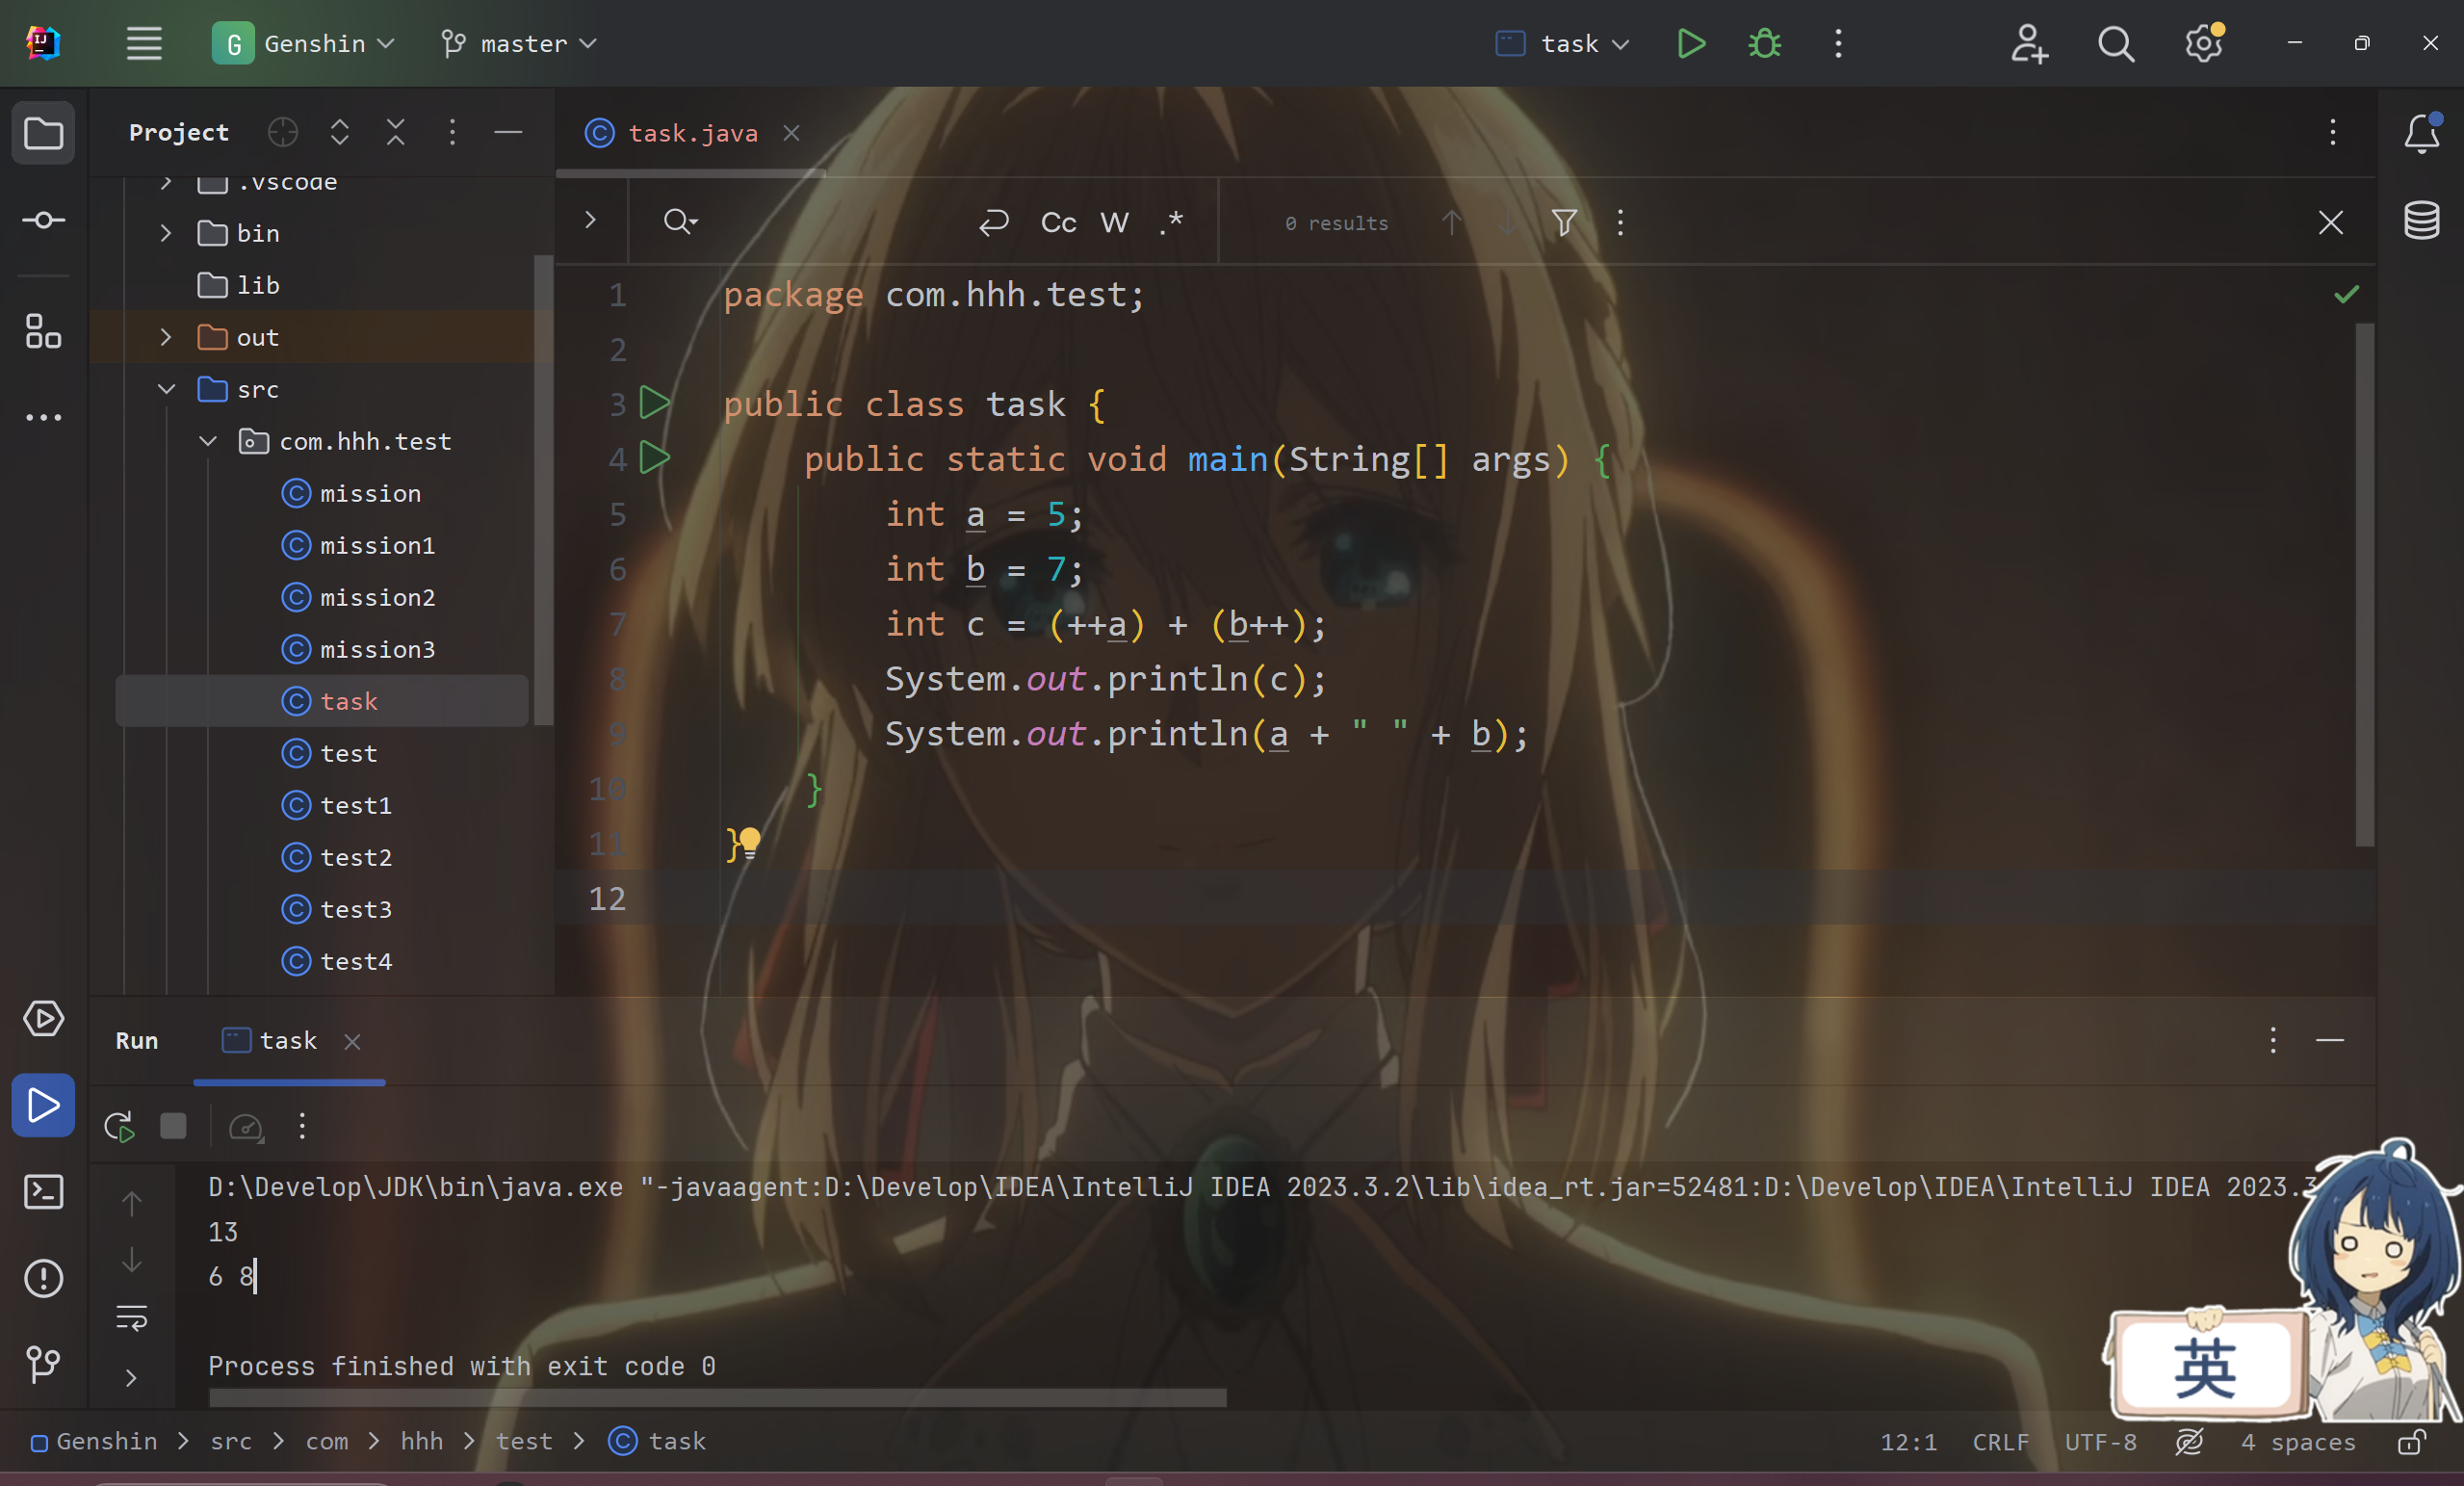 G Genshin master task
Project
.vscode
bin
lib
out
src
com.hhh.test
mission
mission1
mission2
mission3
task
test
test1
test2
test3
test4
task.java
Cc W .* 0 results
1 package com.hhh.test;
2
3 public class task {
4 public static void main(String[] args) {
5 int a = 5;
6 int b = 7;
7 int c = (++a) + (b++);
8 System.out.println(c);
9 System.out.println(a + " " + b);
10 }
11 }
12
Run task
D:\Develop\JDK\bin\java.exe "-javaagent:D:\Develop\IDEA\IntelliJ IDEA 2023.3.2\lib\idea_rt.jar=52481:D:\Develop\IDEA\IntelliJ IDEA 2023.3
13
6 8
Process finished with exit code 0
英
Genshin > src > com > hhh > test > task
12:1 CRLF UTF-8 4 spaces